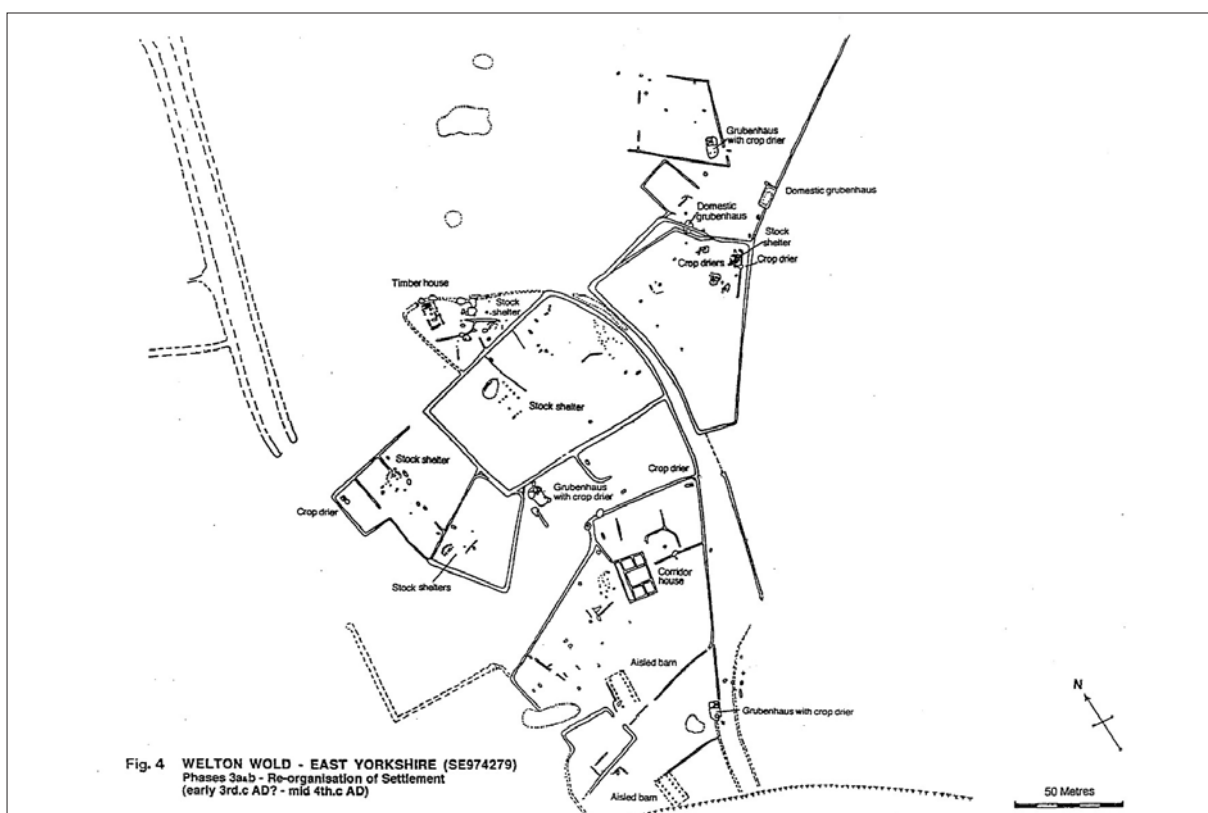 Grubenhaus
with crop drier
Domestic grubenhaus
Domestic
grubenhaus
Stock
shelter
Crop driers
Crop drier
Timber house
Stock
shelter
Stock shelter
Stock shelter
Crop drier
Grubenhaus
with crop drier
Crop drier
Stock shelters
Corridor
house
Aisled barn
Grubenhaus with crop drier
N
Aisled barn
50 Metres
Fig. 4 WELTON WOLD - EAST YORKSHIRE (SE974279)
Phases 3a&b - Re-organisation of Settlement
(early 3rd.c AD? - mid 4th.c AD)